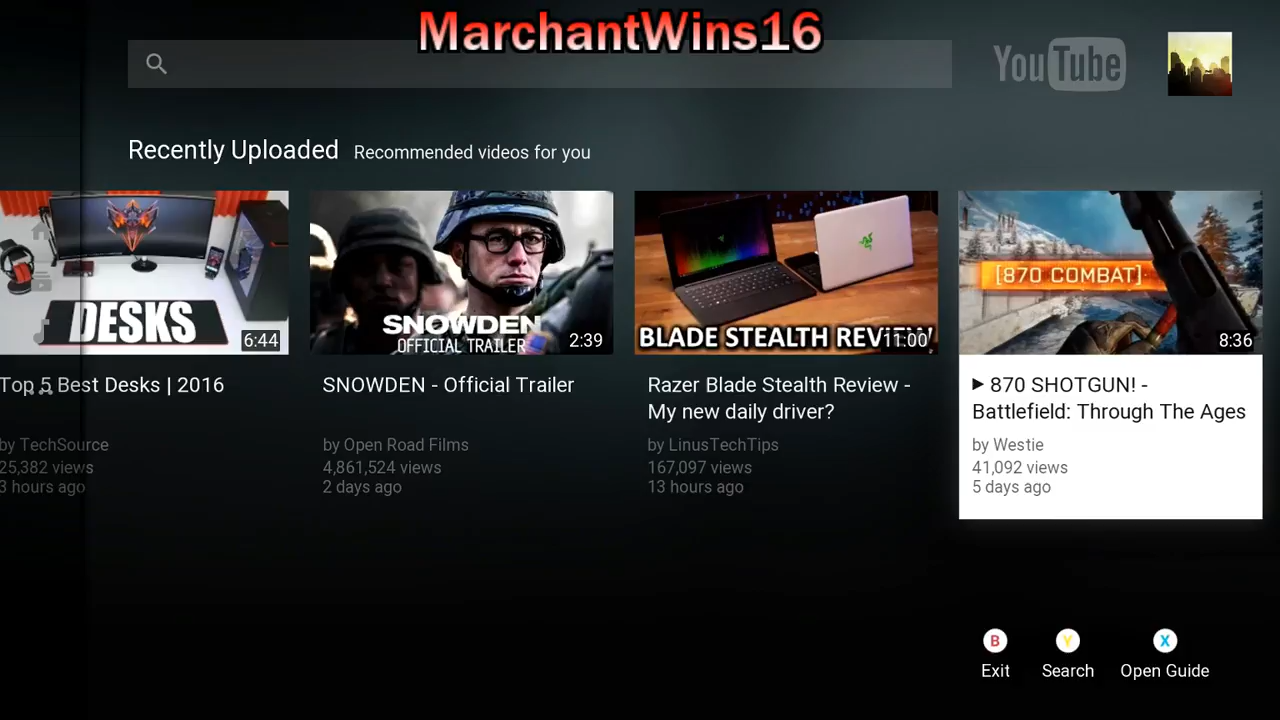 MarchantWins16
YouTube
Recently Uploaded Recommended videos for you
DESKS
6:44
SNOWDEN
OFFICIAL TRAILER
2:39
BLADE STEALTH REVIEW
11:00
[870 COMBAT]
8:36
Top 5 Best Desks | 2016
by TechSource
25,382 views
3 hours ago
SNOWDEN - Official Trailer
by Open Road Films
4,861,524 views
2 days ago
Razer Blade Stealth Review -
My new daily driver?
by LinusTechTips
167,097 views
13 hours ago
870 SHOTGUN! -
Battlefield: Through The Ages
by Westie
41,092 views
5 days ago
B Y X
Exit Search Open Guide